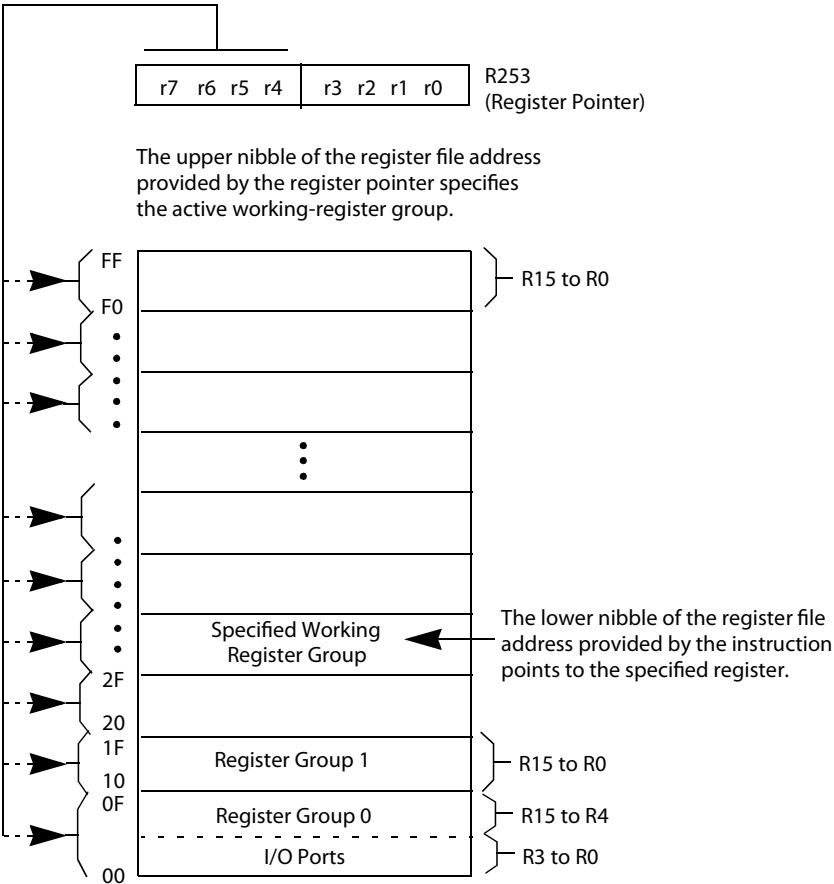 r7 r6 r5 r4 r3 r2 r1 r0
R253
(Register Pointer)
The upper nibble of the register file address
provided by the register pointer specifies
the active working-register group.
FF
R15 to R0
F0
Specified Working
Register Group
The lower nibble of the register file
address provided by the instruction
points to the specified register.
2F
20
1F
Register Group 1
R15 to R0
10
0F
Register Group 0
R15 to R4
I/O Ports
R3 to R0
00